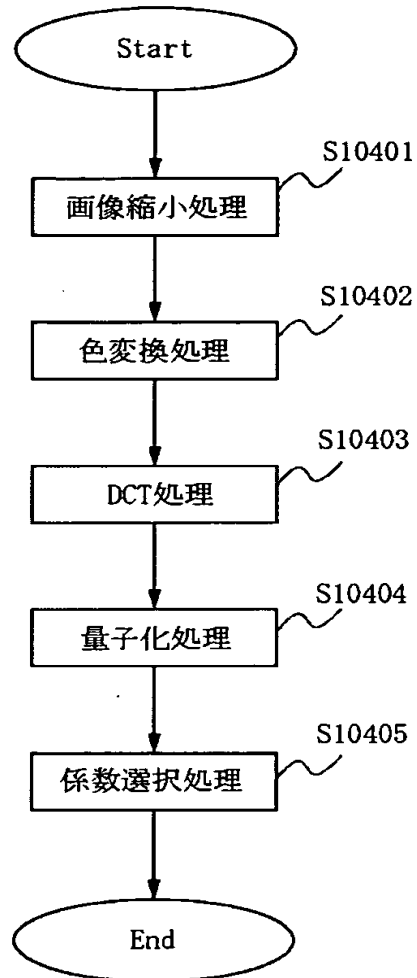 Start
S10401
画像縮小処理
S10402
色変換処理
S10403
DCT処理
S10404
量子化処理
S10405
係数選択処理
End